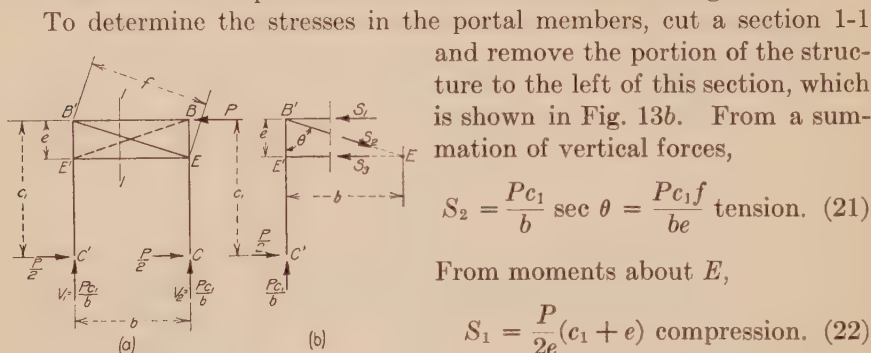 To determine the stresses in the portal members, cut a section 1-1
and remove the portion of the struc-
ture to the left of this section, which
is shown in Fig. 13b. From a sum-
mation of vertical forces,
S₂ = Pc₁/b sec θ = Pc₁f/be tension. (21)
From moments about E,
S₁ = P/2e (c₁ + e) compression. (22)
f
B' 1 B P
e
E' E
1
c₁ c₁
C' C
P/2 P/2
V₁= Pc₁/b V₂= Pc₁/b
b
(a)
B' S₁
e θ S₂
E' S₃ E
b
C'
P/2
Pc₁/b
(b)